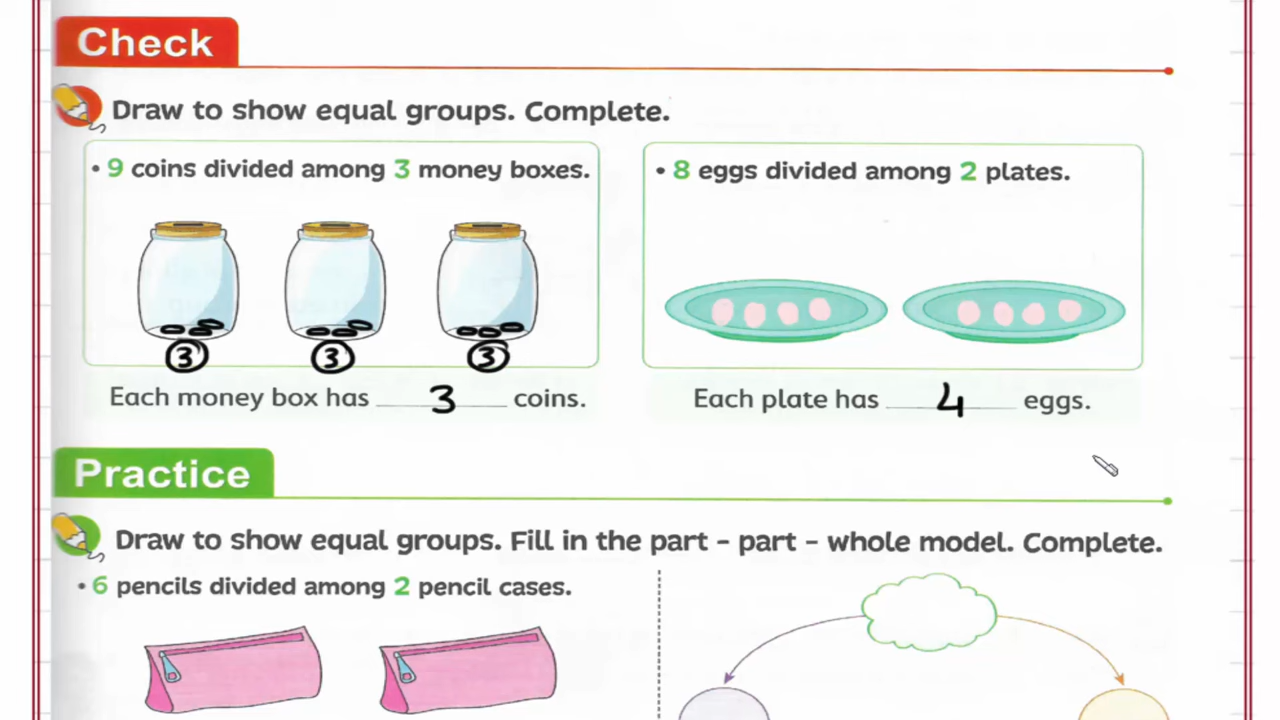 Check
Draw to show equal groups. Complete.
• 9 coins divided among 3 money boxes.
3 3 3
Each money box has 3 coins.
• 8 eggs divided among 2 plates.
Each plate has 4 eggs.
Practice
Draw to show equal groups. Fill in the part - part - whole model. Complete.
• 6 pencils divided among 2 pencil cases.